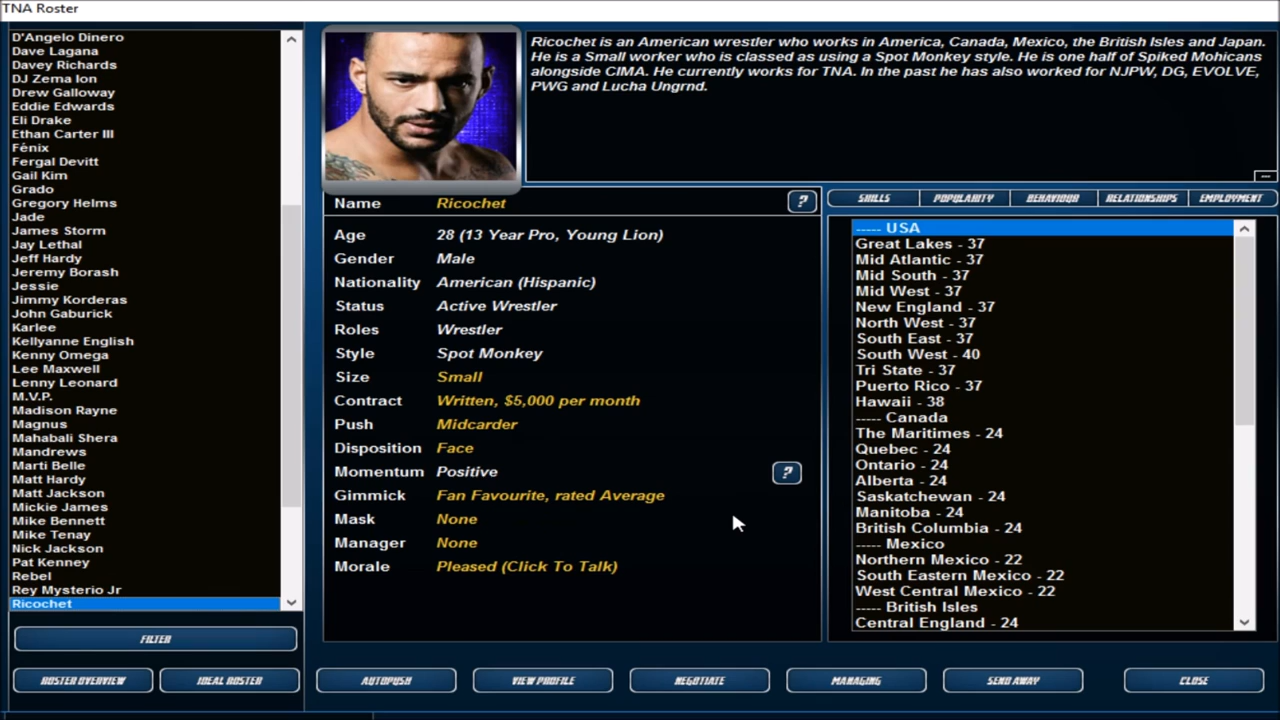 TNA Roster
D'Angelo Dinero
Dave Lagana
Davey Richards
DJ Zema Ion
Drew Galloway
Eddie Edwards
Eli Drake
Ethan Carter III
Fénix
Fergal Devitt
Gail Kim
Grado
Gregory Helms
Jade
James Storm
Jay Lethal
Jeff Hardy
Jeremy Borash
Jessie
Jimmy Korderas
John Gaburick
Karlee
Kellyanne English
Kenny Omega
Lee Maxwell
Lenny Leonard
M.V.P.
Madison Rayne
Magnus
Mahabali Shera
Mandrews
Marti Belle
Matt Hardy
Matt Jackson
Mickie James
Mike Bennett
Mike Tenay
Nick Jackson
Pat Kenney
Rebel
Rey Mysterio Jr
Ricochet
FILTER
ROSTER OVERVIEW
IDEAL ROSTER
Ricochet is an American wrestler who works in America, Canada, Mexico, the British Isles and Japan.
He is a Small worker who is classed as using a Spot Monkey style. He is one half of Spiked Mohicans
alongside CIMA. He currently works for TNA. In the past he has also worked for NJPW, DG, EVOLVE,
PWG and Lucha Ungrnd.
...
Name Ricochet ?
Age 28 (13 Year Pro, Young Lion)
Gender Male
Nationality American (Hispanic)
Status Active Wrestler
Roles Wrestler
Style Spot Monkey
Size Small
Contract Written, $5,000 per month
Push Midcarder
Disposition Face
Momentum Positive ?
Gimmick Fan Favourite, rated Average
Mask None
Manager None
Morale Pleased (Click To Talk)
SKILLS POPULARITY BEHAVIOUR RELATIONSHIPS EMPLOYMENT
----- USA
Great Lakes - 37
Mid Atlantic - 37
Mid South - 37
Mid West - 37
New England - 37
North West - 37
South East - 37
South West - 40
Tri State - 37
Puerto Rico - 37
Hawaii - 38
----- Canada
The Maritimes - 24
Quebec - 24
Ontario - 24
Alberta - 24
Saskatchewan - 24
Manitoba - 24
British Columbia - 24
----- Mexico
Northern Mexico - 22
South Eastern Mexico - 22
West Central Mexico - 22
----- British Isles
Central England - 24
AUTOPUSH VIEW PROFILE NEGOTIATE MANAGING SEND AWAY CLOSE